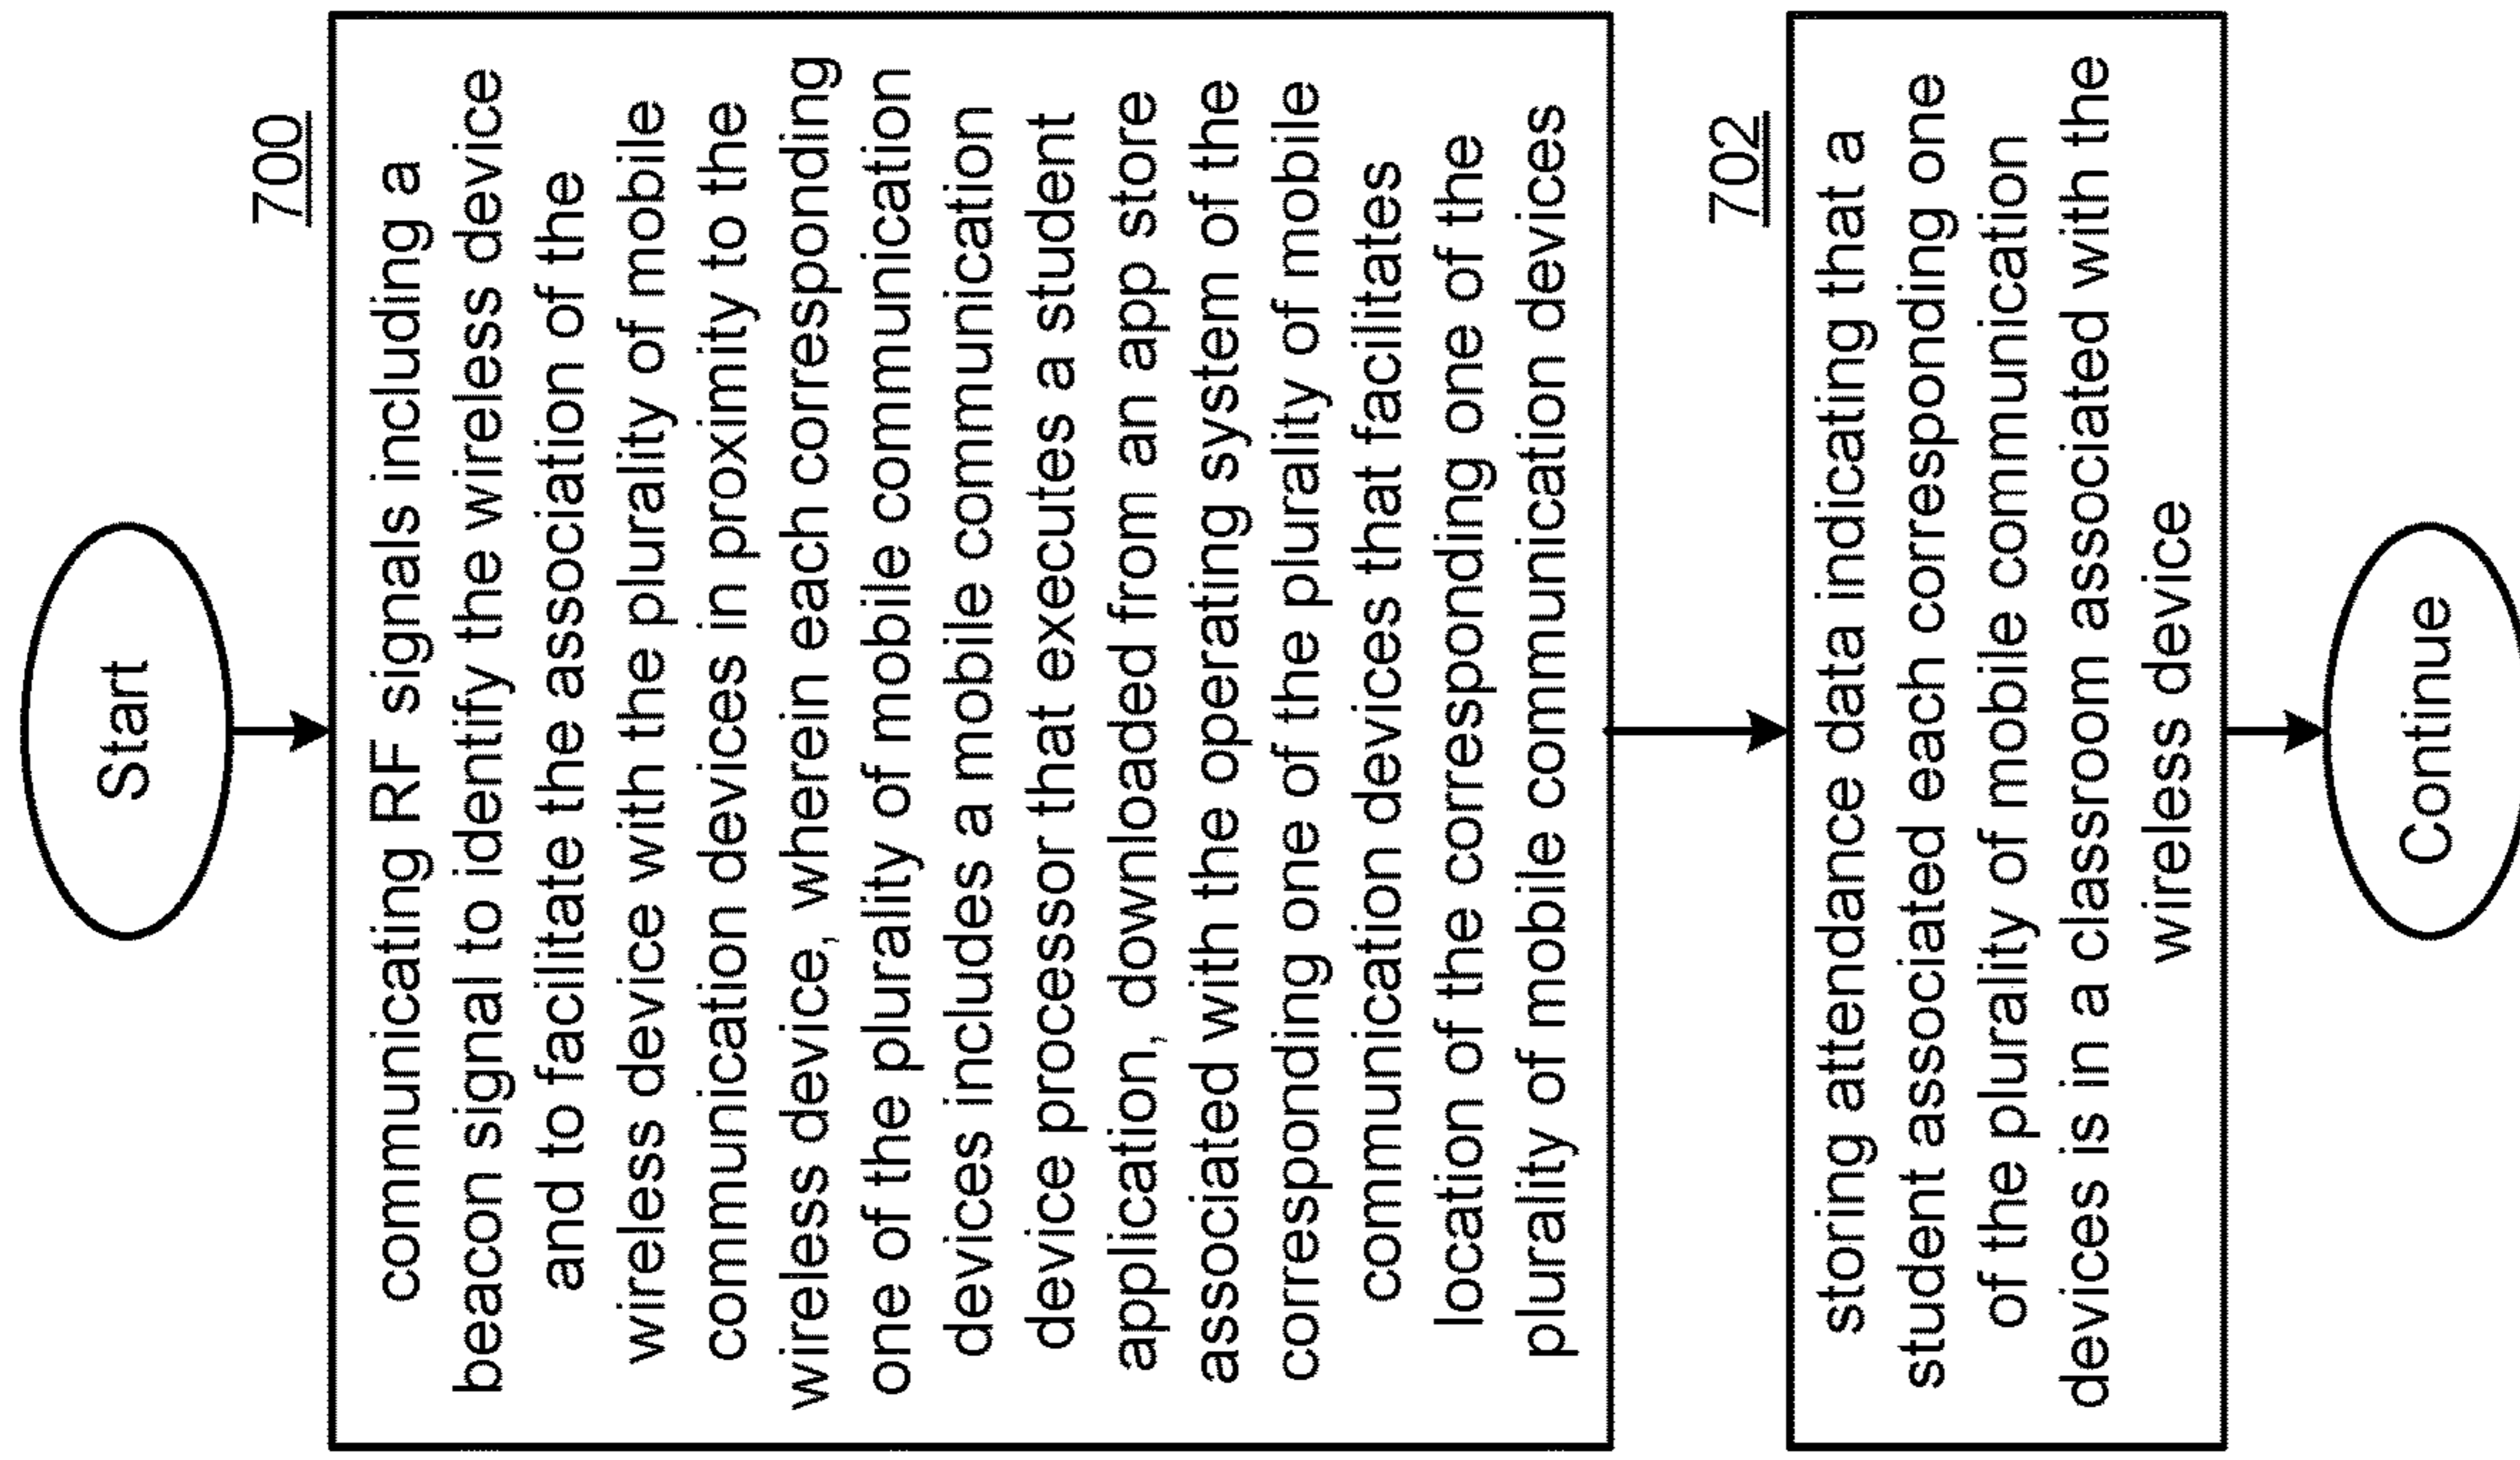 Start
700
communicating RF signals including a
beacon signal to identify the wireless device
and to facilitate the association of the
wireless device with the plurality of mobile
communication devices in proximity to the
wireless device, wherein each corresponding
one of the plurality of mobile communication
devices includes a mobile communication
device processor that executes a student
application, downloaded from an app store
associated with the operating system of the
corresponding one of the plurality of mobile
communication devices that facilitates
location of the corresponding one of the
plurality of mobile communication devices
702
storing attendance data indicating that a
student associated each corresponding one
of the plurality of mobile communication
devices is in a classroom associated with the
wireless device
Continue